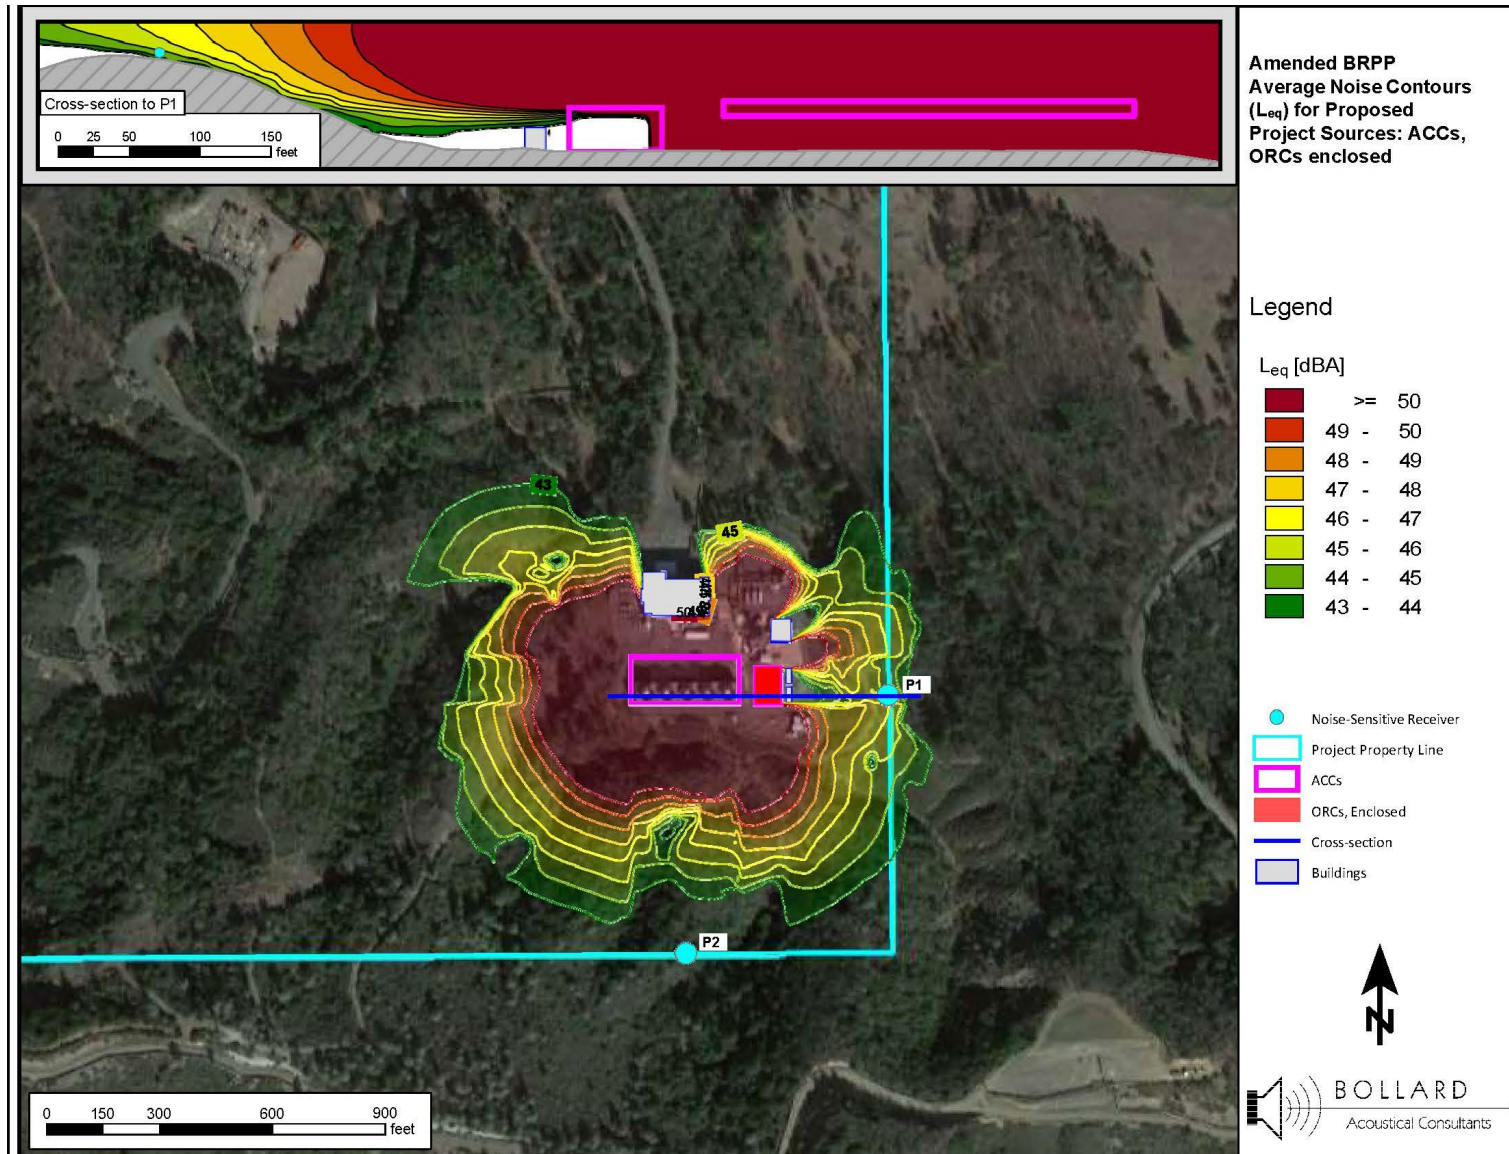 Cross-section to P1
0 25 50 100 150
feet
Amended BRPP
Average Noise Contours
(Leq) for Proposed
Project Sources: ACCs,
ORCs enclosed
Legend
Leq [dBA]
>= 50
49 - 50
48 - 49
47 - 48
46 - 47
45 - 46
44 - 45
43 - 44
43
45
50
P1
P2
Noise-Sensitive Receiver
Project Property Line
ACCs
ORCs, Enclosed
Cross-section
Buildings
N
0 150 300 600 900
feet
BOLLARD
Acoustical Consultants